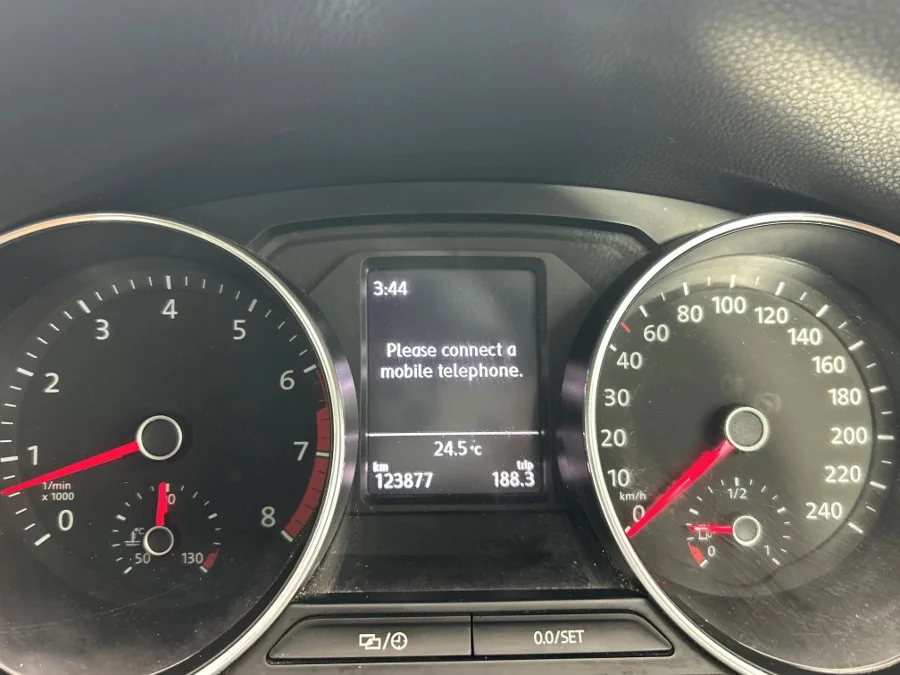 3:44
Please connect a
mobile telephone.
24.5°C
km trip
123877 188.3
0 1 2 3 4 5 6 7 8
1/min
x 1000
50 130
0 10 20 30 40 60 80 100 120 140 160 180 200 220 240
km/h
0 1/2 1
0.0/SET